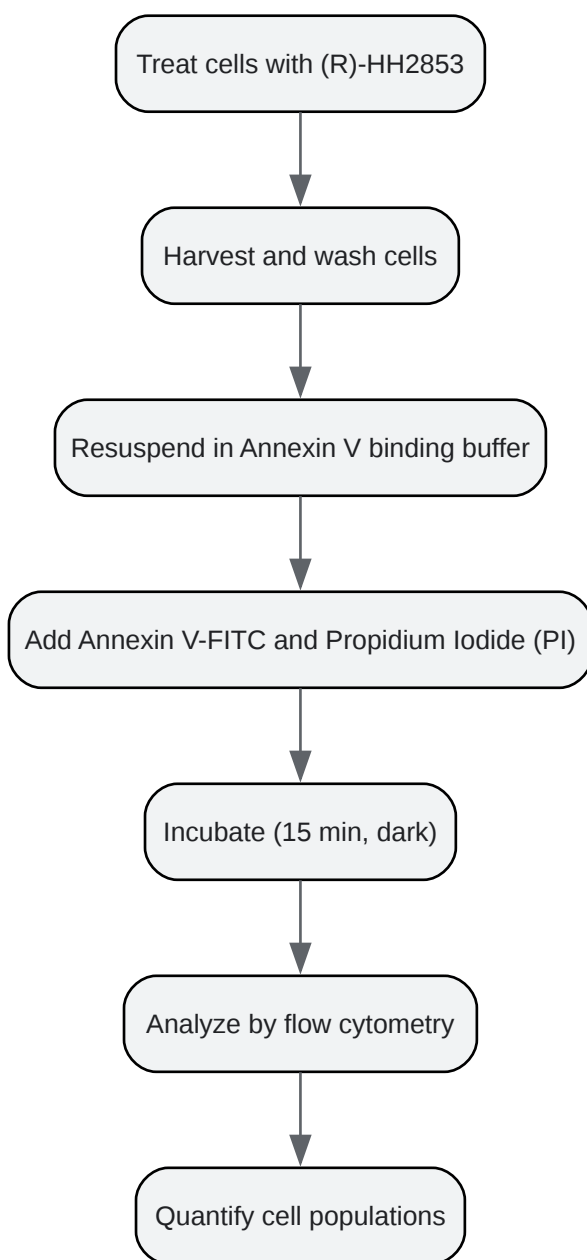 Treat cells with (R)-HH2853
Harvest and wash cells
Resuspend in Annexin V binding buffer
Add Annexin V-FITC and Propidium Iodide (PI)
Incubate (15 min, dark)
Analyze by flow cytometry
Quantify cell populations